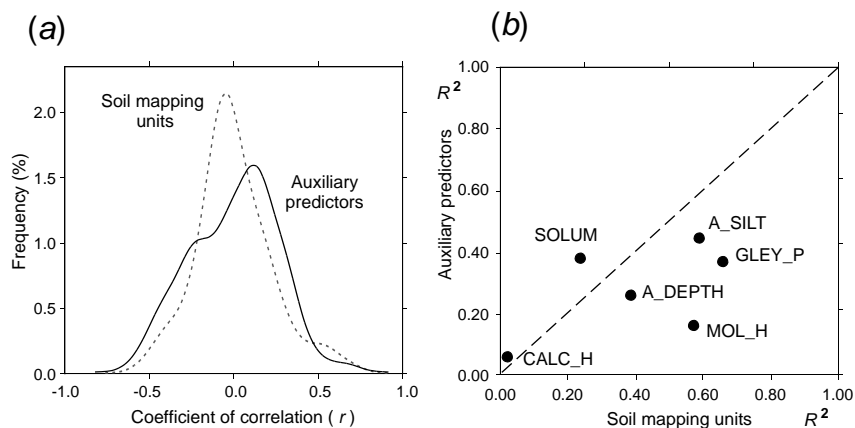 (a)
2.0
1.5
1.0
0.5
0.0
Frequency (%)
Soil mapping
units
Auxiliary
predictors
-1.0
-0.5
0.0
0.5
1.0
Coefficient of correlation ( r )
(b)
1.00
0.80
0.60
0.40
0.20
0.00
R²
Auxiliary predictors
SOLUM
A_SILT
GLEY_P
A_DEPTH
MOL_H
CALC_H
0.00
0.20
0.40
0.60
0.80
1.00
Soil mapping units
R²